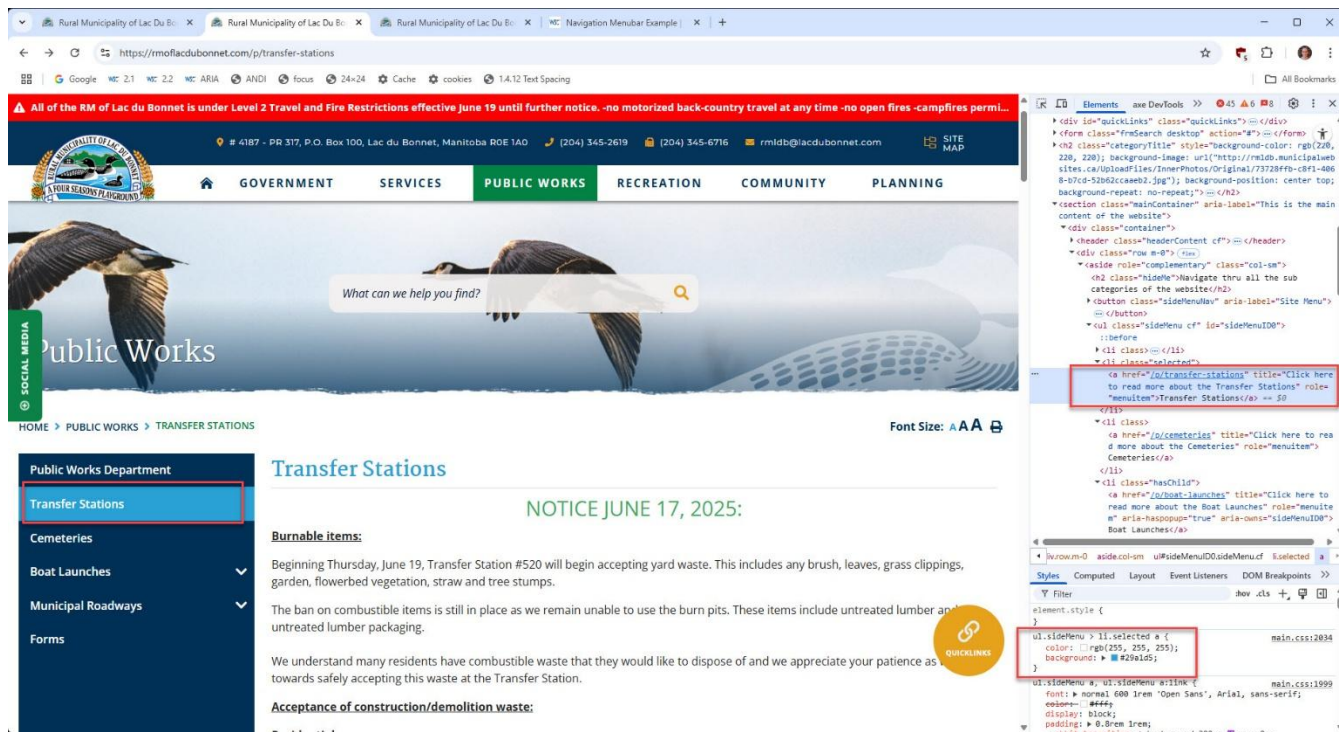 Rural Municipality of Lac Du Bo
Rural Municipality of Lac Du Bo
Rural Municipality of Lac Du Bo
Navigation Menubar Example |
https://rmoflacdubonnet.com/p/transfer-stations
Google WE 2.1 WE 2.2 WE ARIA ANDI focus 24×24 Cache cookies 1.4.12 Text Spacing All Bookmarks
All of the RM of Lac du Bonnet is under Level 2 Travel and Fire Restrictions effective June 19 until further notice. -no motorized back-country travel at any time -no open fires -campfires permi...
# 4187 - PR 317, P.O. Box 100, Lac du Bonnet, Manitoba R0E 1A0 (204) 345-2619 (204) 345-6716 rmldb@lacdubonnet.com SITE MAP
A FOUR SEASONS PLAYGROUND
GOVERNMENT SERVICES PUBLIC WORKS RECREATION COMMUNITY PLANNING
What can we help you find?
SOCIAL MEDIA
Public Works
HOME > PUBLIC WORKS > TRANSFER STATIONS
Font Size: A A A
Public Works Department
Transfer Stations
Cemeteries
Boat Launches
Municipal Roadways
Forms
Transfer Stations
NOTICE JUNE 17, 2025:
Burnable items:
Beginning Thursday, June 19, Transfer Station #520 will begin accepting yard waste. This includes any brush, leaves, grass clippings,
garden, flowerbed vegetation, straw and tree stumps.
The ban on combustible items is still in place as we remain unable to use the burn pits. These items include untreated lumber and
untreated lumber packaging.
We understand many residents have combustible waste that they would like to dispose of and we appreciate your patience as
towards safely accepting this waste at the Transfer Station.
Acceptance of construction/demolition waste:
QUICKLINKS
Elements axe DevTools >> 45 6 8
<div id="quickLinks" class="quickLinks"></div>
<form class="frmSearch desktop" action="#"></form>
<h2 class="categoryTitle" style="background-color: rgb(220,
220, 220); background-image: url("http://rmldb.municipalweb
sites.ca/UploadFiles/InnerPhotos/Original/73728ffb-c8f1-406
8-b7cd-52b62ccaeeb2.jpg"); background-position: center top;
background-repeat: no-repeat;"></h2>
<section class="mainContainer" aria-label="This is the main
content of the website">
<div class="container">
<header class="headerContent cf"></header>
<div class="row m-0"> flex
<aside role="complementary" class="col-sm">
<h2 class="hideMe">Navigate thru all the sub
categories of the website</h2>
<button class="sideMenuNav" aria-label="Site Menu">
</button>
<ul class="sideMenu cf" id="sideMenuID0">
::before
<li class></li>
<li class="selected">
<a href="/p/transfer-stations" title="Click here
to read more about the Transfer Stations" role=
"menuitem">Transfer Stations</a> == $0
</li>
<li class>
<a href="/p/cemeteries" title="Click here to rea
d more about the Cemeteries" role="menuitem">
Cemeteries</a>
</li>
<li class="hasChild">
<a href="/p/boat-launches" title="Click here to
read more about the Boat Launches" role="menuite
m" aria-haspopup="true" aria-owns="sideMenuID0">
Boat Launches</a>
iv.row.m-0 aside.col-sm ul#sideMenuID0.sideMenu.cf li.selected a
Styles Computed Layout Event Listeners DOM Breakpoints >>
Filter :hov .cls
element.style {
}
ul.sideMenu > li.selected a { main.css:2034
color: rgb(255, 255, 255);
background: #29a1d5;
}
ul.sideMenu a, ul.sideMenu a:link { main.css:1999
font: normal 600 1rem 'Open Sans', Arial, sans-serif;
color: #fff;
display: block;
padding: 0.8rem 1rem;